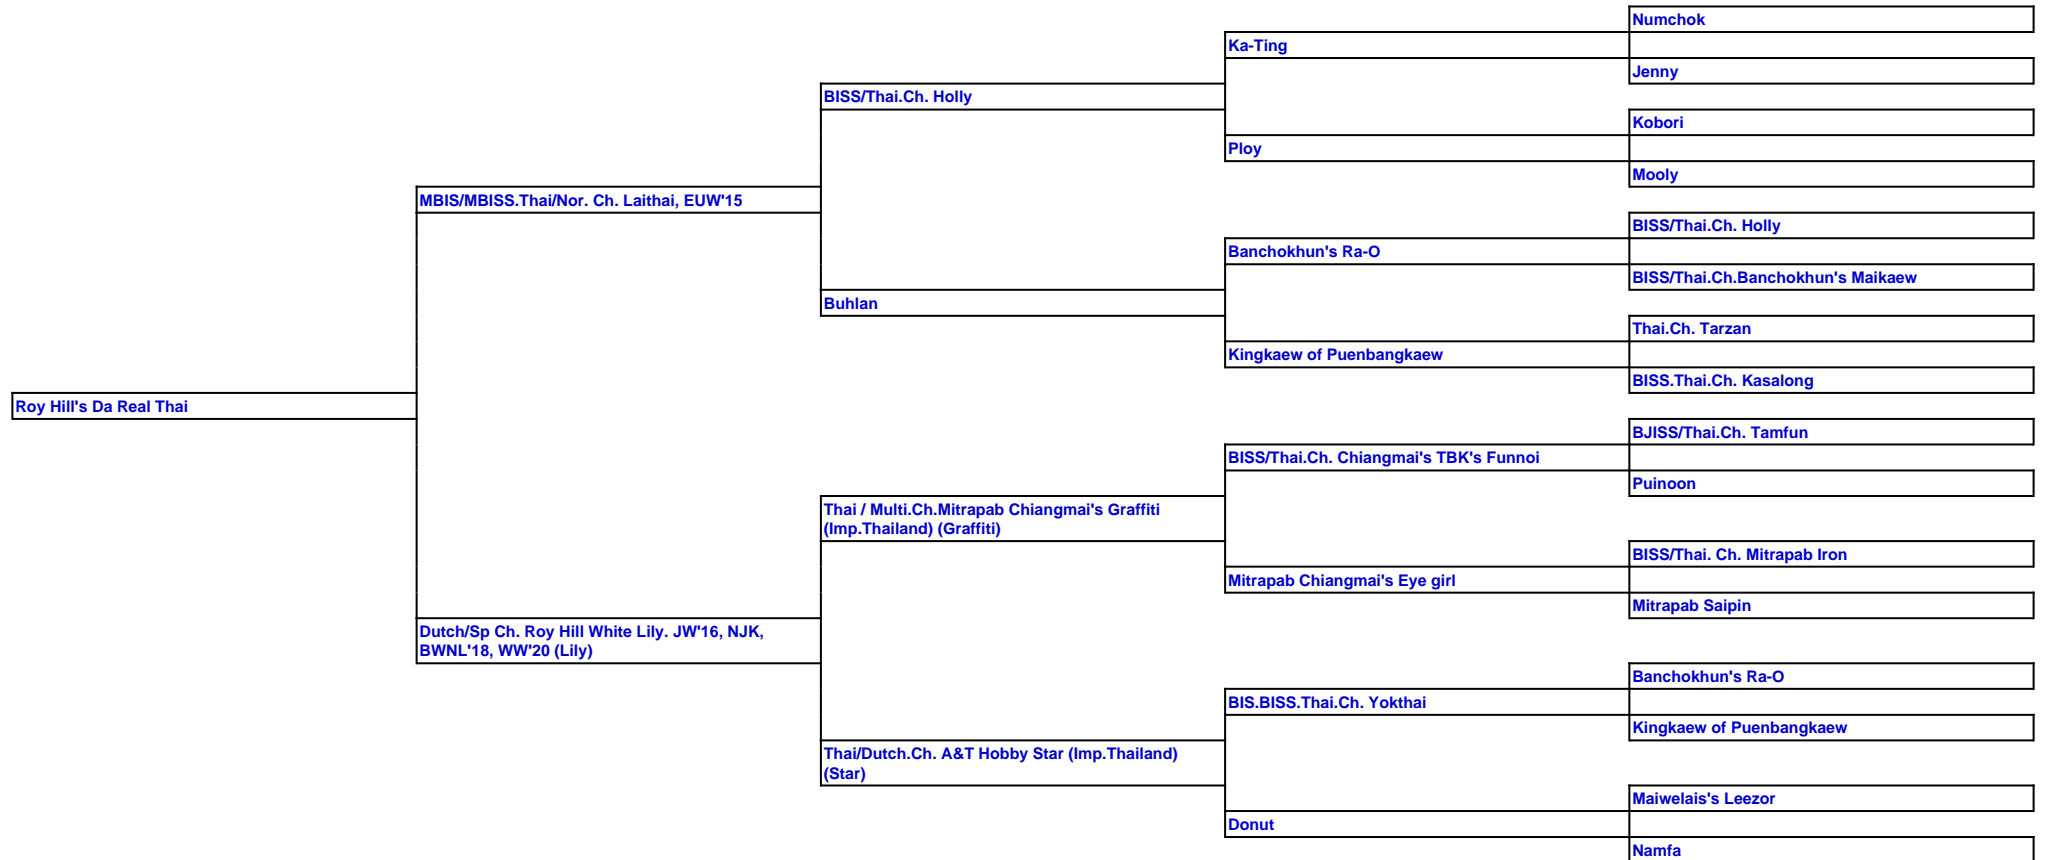 Numchok
Ka-Ting
Jenny
BISS/Thai.Ch. Holly
Kobori
Ploy
Mooly
MBIS/MBISS.Thai/Nor. Ch. Laithai, EUW'15
BISS/Thai.Ch. Holly
Banchokhun's Ra-O
BISS/Thai.Ch.Banchokhun's Maikaew
Buhlan
Thai.Ch. Tarzan
Kingkaew of Puenbangkaew
BISS.Thai.Ch. Kasalong
Roy Hill's Da Real Thai
BJISS/Thai.Ch. Tamfun
BISS/Thai.Ch. Chiangmai's TBK's Funnoi
Puinoon
Thai / Multi.Ch.Mitrapab Chiangmai's Graffiti
(Imp.Thailand) (Graffiti)
BISS/Thai. Ch. Mitrapab Iron
Mitrapab Chiangmai's Eye girl
Mitrapab Saipin
Dutch/Sp Ch. Roy Hill White Lily. JW'16, NJK,
BWNL'18, WW'20 (Lily)
Banchokhun's Ra-O
BIS.BISS.Thai.Ch. Yokthai
Kingkaew of Puenbangkaew
Thai/Dutch.Ch. A&T Hobby Star (Imp.Thailand)
(Star)
Maiwelais's Leezor
Donut
Namfa